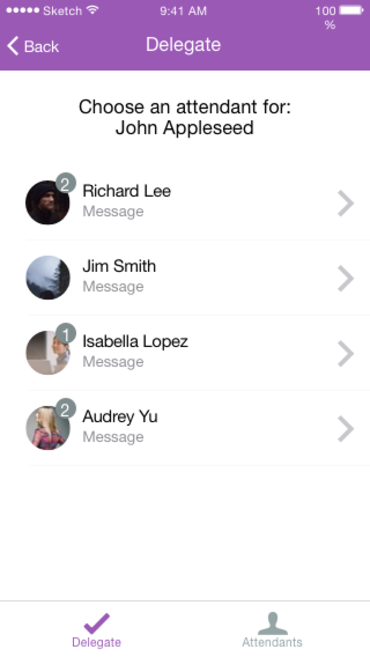 Sketch 9:41 AM 100
%
Back Delegate
Choose an attendant for:
John Appleseed
2
Richard Lee
Message
Jim Smith
Message
1
Isabella Lopez
Message
2
Audrey Yu
Message
Delegate Attendants